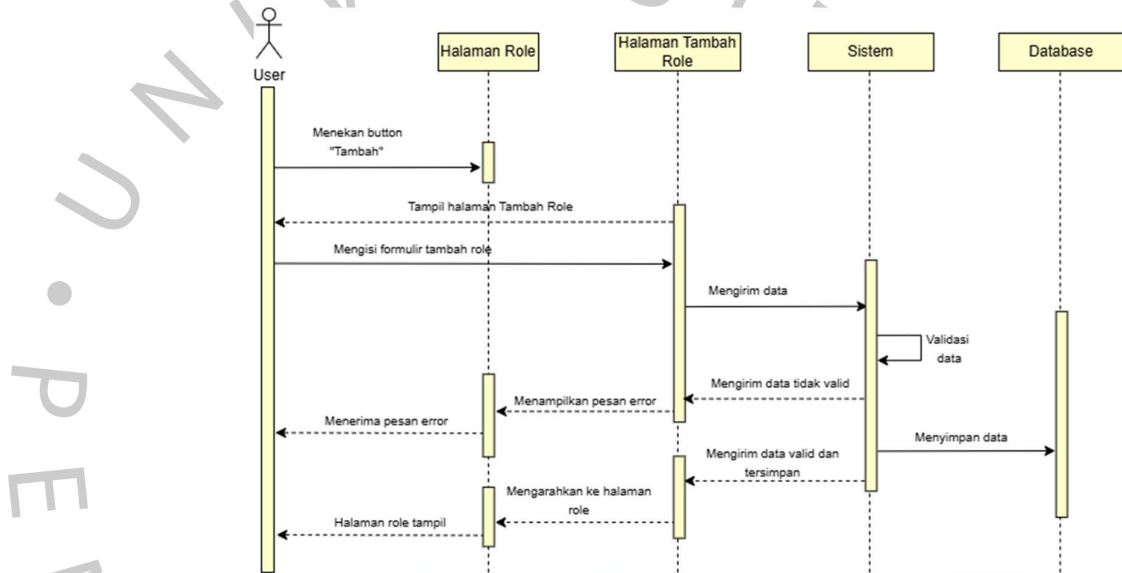 User
Halaman Role
Halaman Tambah
Role
Sistem
Database
Menekan button
"Tambah"
Tampil halaman Tambah Role
Mengisi formulir tambah role
Mengirim data
Validasi
data
Mengirim data tidak valid
Menampilkan pesan error
Menerima pesan error
Menyimpan data
Mengirim data valid dan
tersimpan
Mengarahkan ke halaman
role
Halaman role tampil